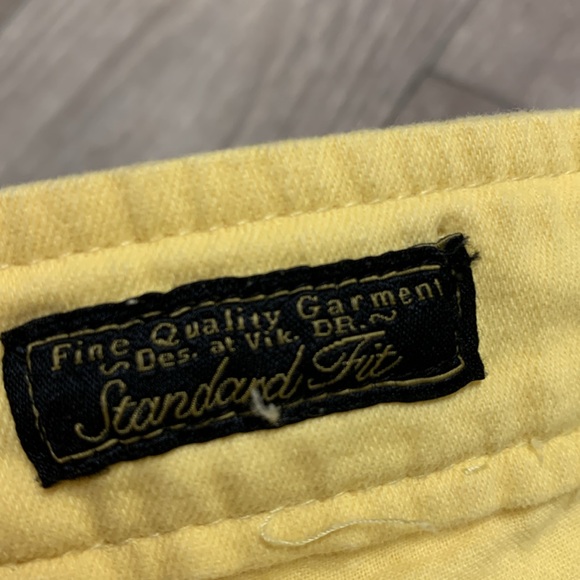 Fine Quality Garment
~ Des. at Vik. DR. ~
Standard Fit